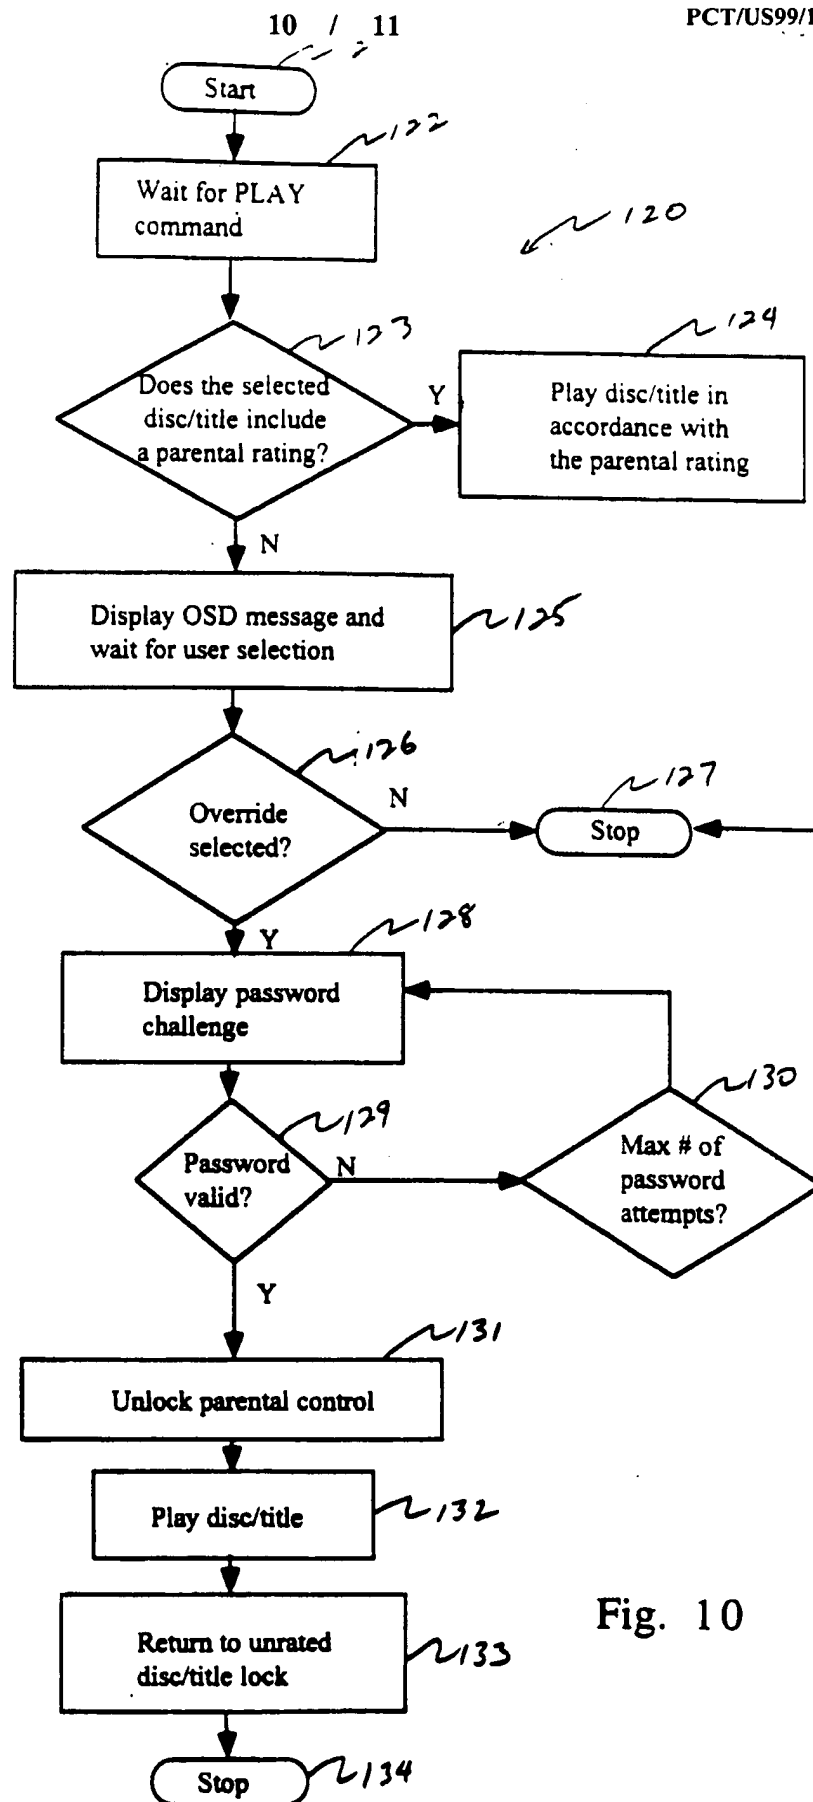 10 / 11
PCT/US99/1
Start
122
Wait for PLAY
command
120
123
124
Does the selected
disc/title include
a parental rating?
Y
Play disc/title in
accordance with
the parental rating
N
Display OSD message and
wait for user selection
125
126
127
Override
selected?
N
Stop
Y
128
Display password
challenge
129
130
Password
valid?
N
Max # of
password
attempts?
Y
131
Unlock parental control
Play disc/title
132
Fig. 10
Return to unrated
disc/title lock
133
Stop
134